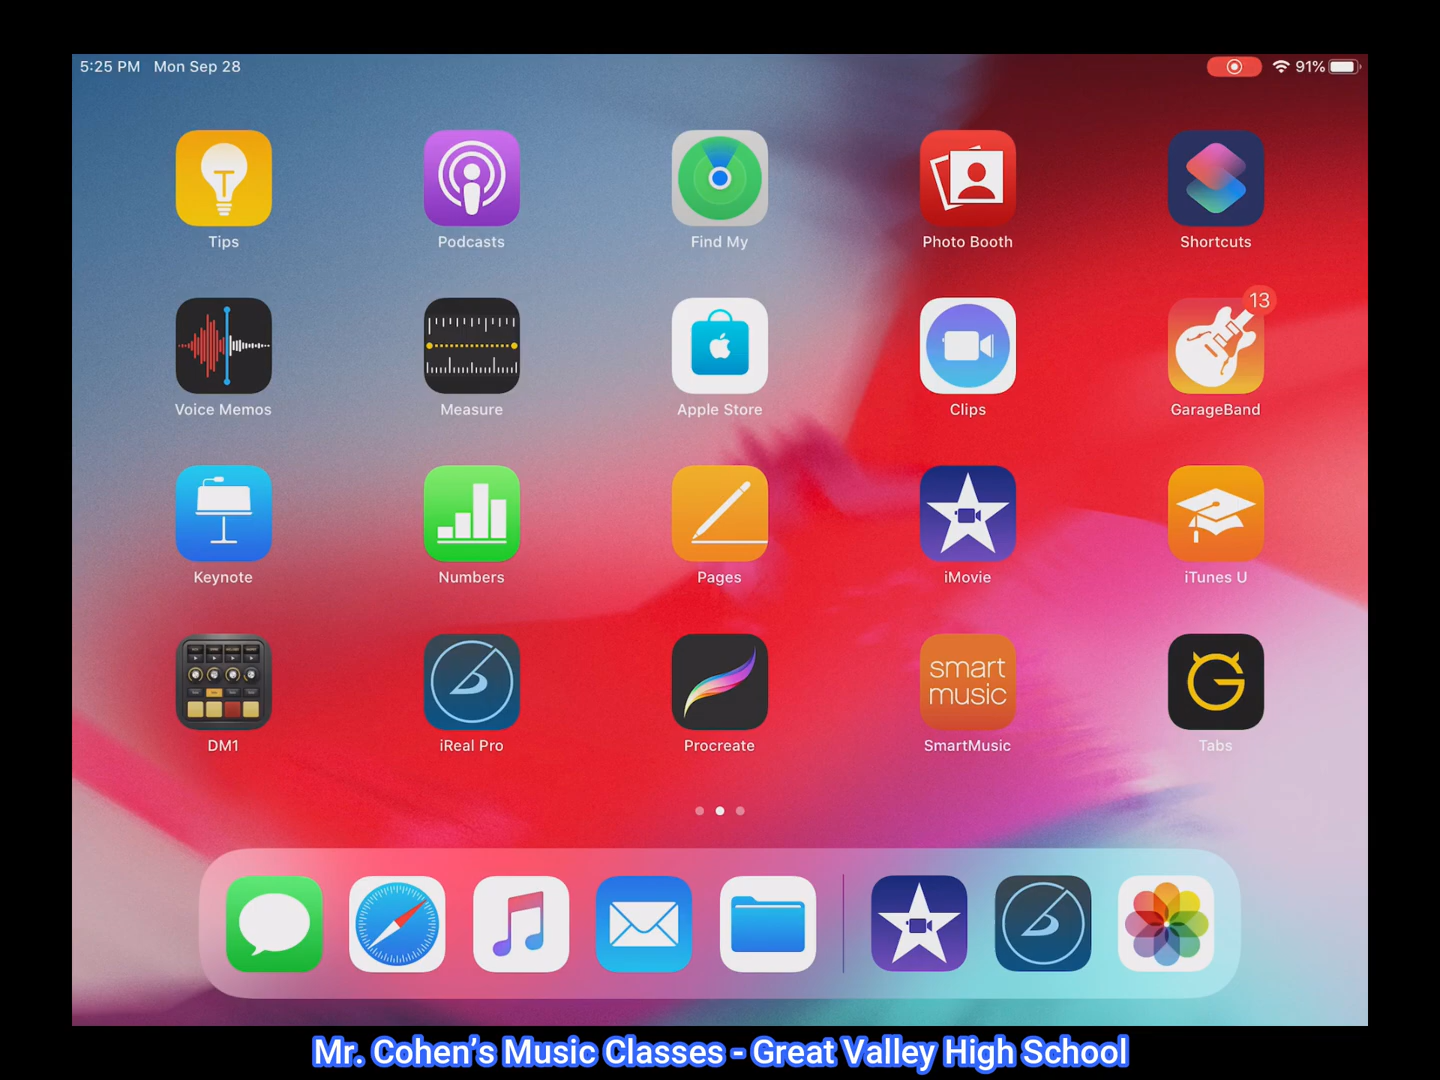 5:25 PM Mon Sep 28 91%
Tips Podcasts Find My Photo Booth Shortcuts
13
Voice Memos Measure Apple Store Clips GarageBand
Keynote Numbers Pages iMovie iTunes U
smart
music
DM1 iReal Pro Procreate SmartMusic Tabs
Mr. Cohen’s Music Classes - Great Valley High School